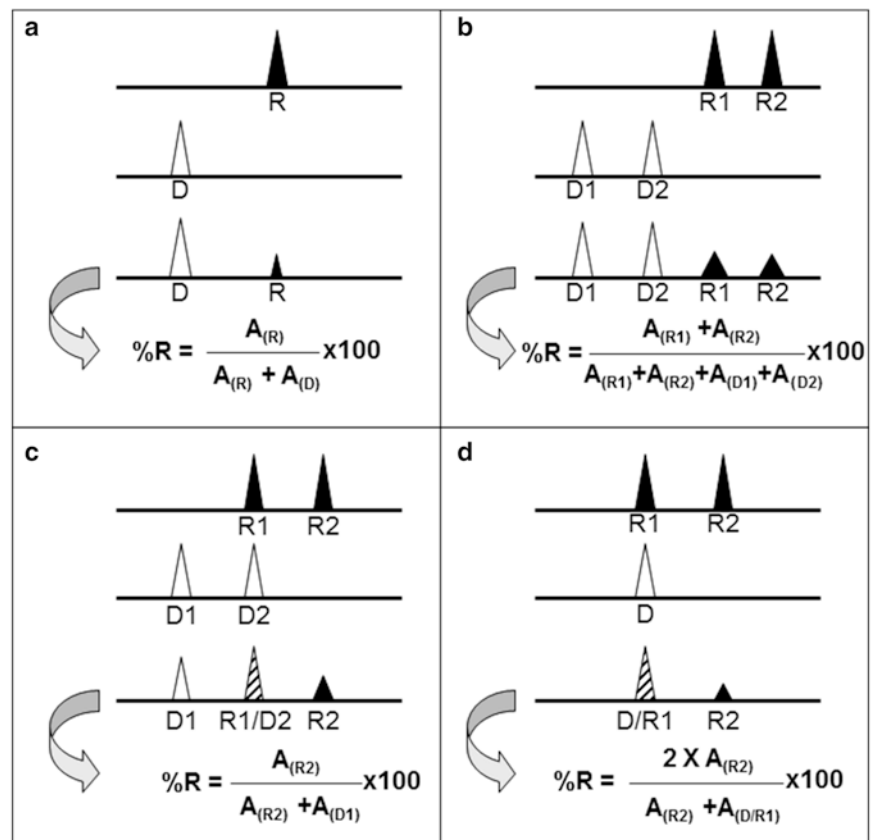 a
R
D
D R
%R = A(R) / A(R) + A(D) x100
b
R1 R2
D1 D2
D1 D2 R1 R2
%R = A(R1) +A(R2) / A(R1)+A(R2)+A(D1)+A(D2) x100
c
R1 R2
D1 D2
D1 R1/D2 R2
%R = A(R2) / A(R2) +A(D1) x100
d
R1 R2
D
D/R1 R2
%R = 2 X A(R2) / A(R2) +A(D/R1) x100